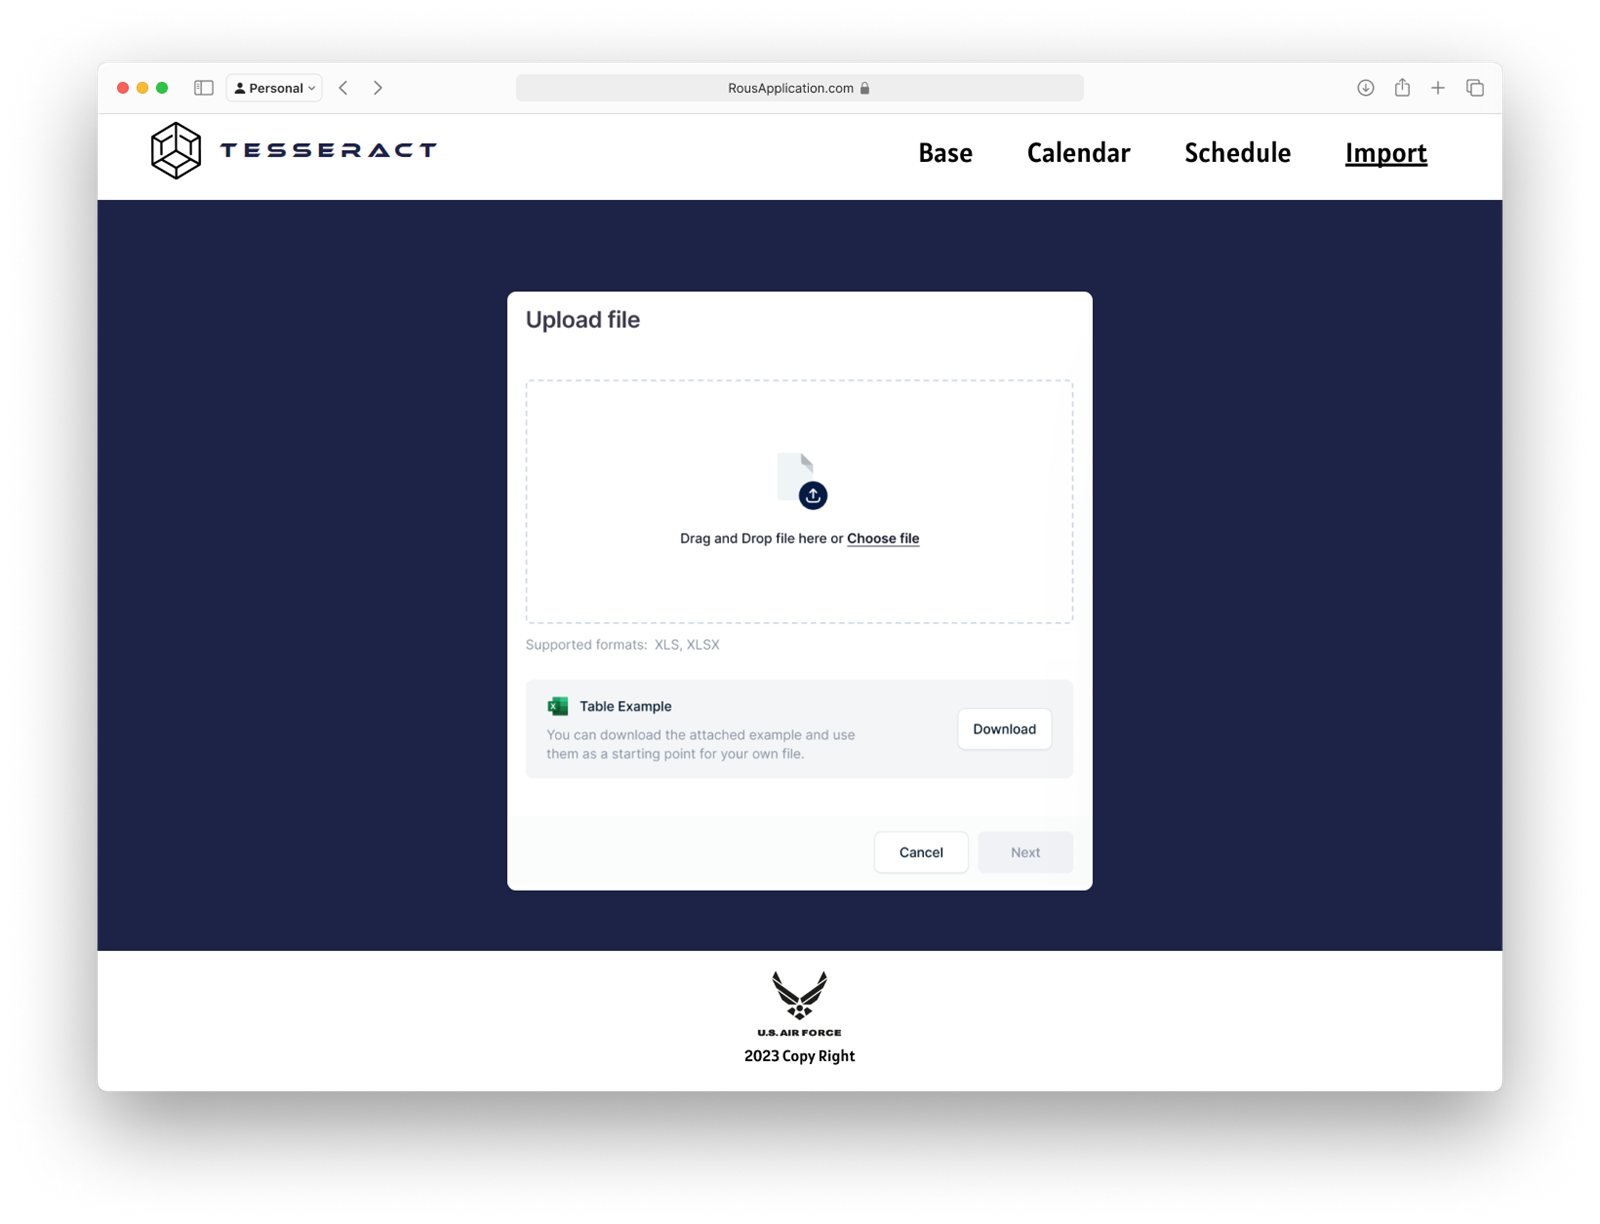 Personal
RousApplication.com
TESSERACT
Base
Calendar
Schedule
Import
Upload file
Drag and Drop file here or Choose file
Supported formats: XLS, XLSX
Table Example
You can download the attached example and use
them as a starting point for your own file.
Download
Cancel
Next
U.S. AIR FORCE
2023 Copy Right